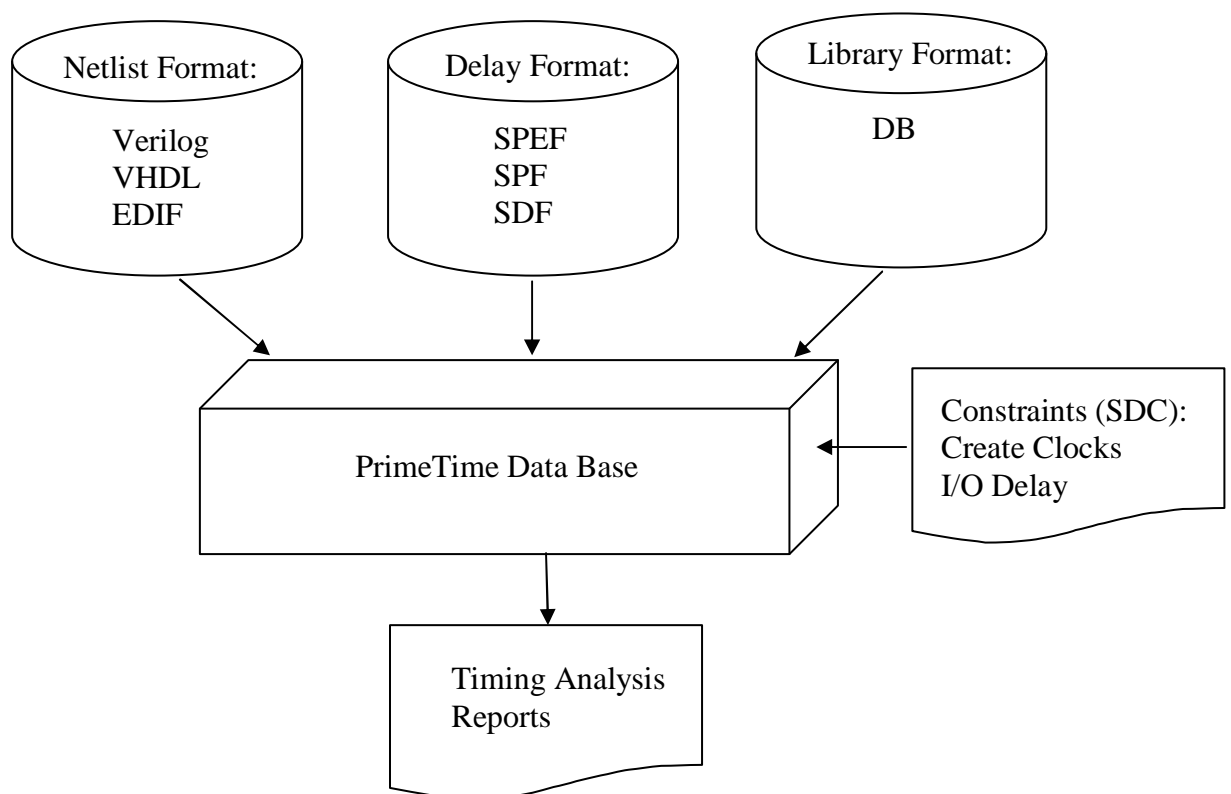 Netlist Format:
Verilog
VHDL
EDIF
Delay Format:
SPEF
SPF
SDF
Library Format:
DB
PrimeTime Data Base
Constraints (SDC):
Create Clocks
I/O Delay
Timing Analysis
Reports